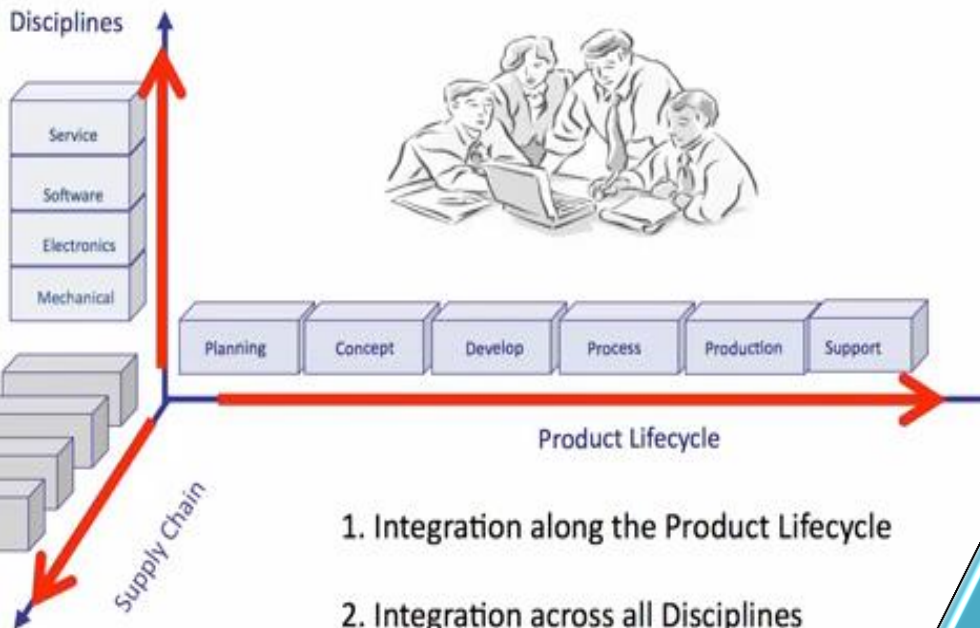 Disciplines
Service
Software
Electronics
Mechanical
Planning
Concept
Develop
Process
Production
Support
Product Lifecycle
Supply Chain
1. Integration along the Product Lifecycle
2. Integration across all Disciplines